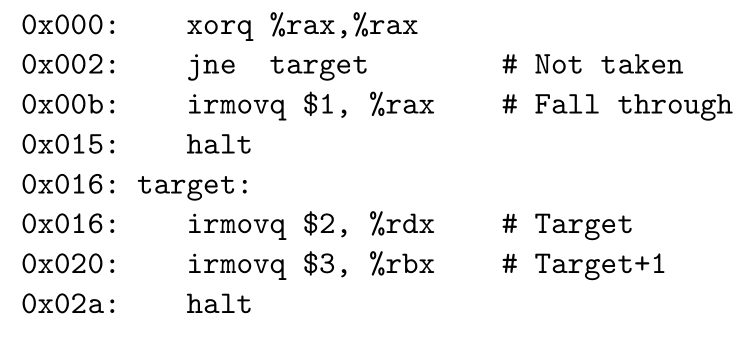 0x000:    xorq %rax,%rax
0x002:    jne  target        # Not taken
0x00b:    irmovq $1, %rax    # Fall through
0x015:    halt
0x016: target:
0x016:    irmovq $2, %rdx    # Target
0x020:    irmovq $3, %rbx    # Target+1
0x02a:    halt